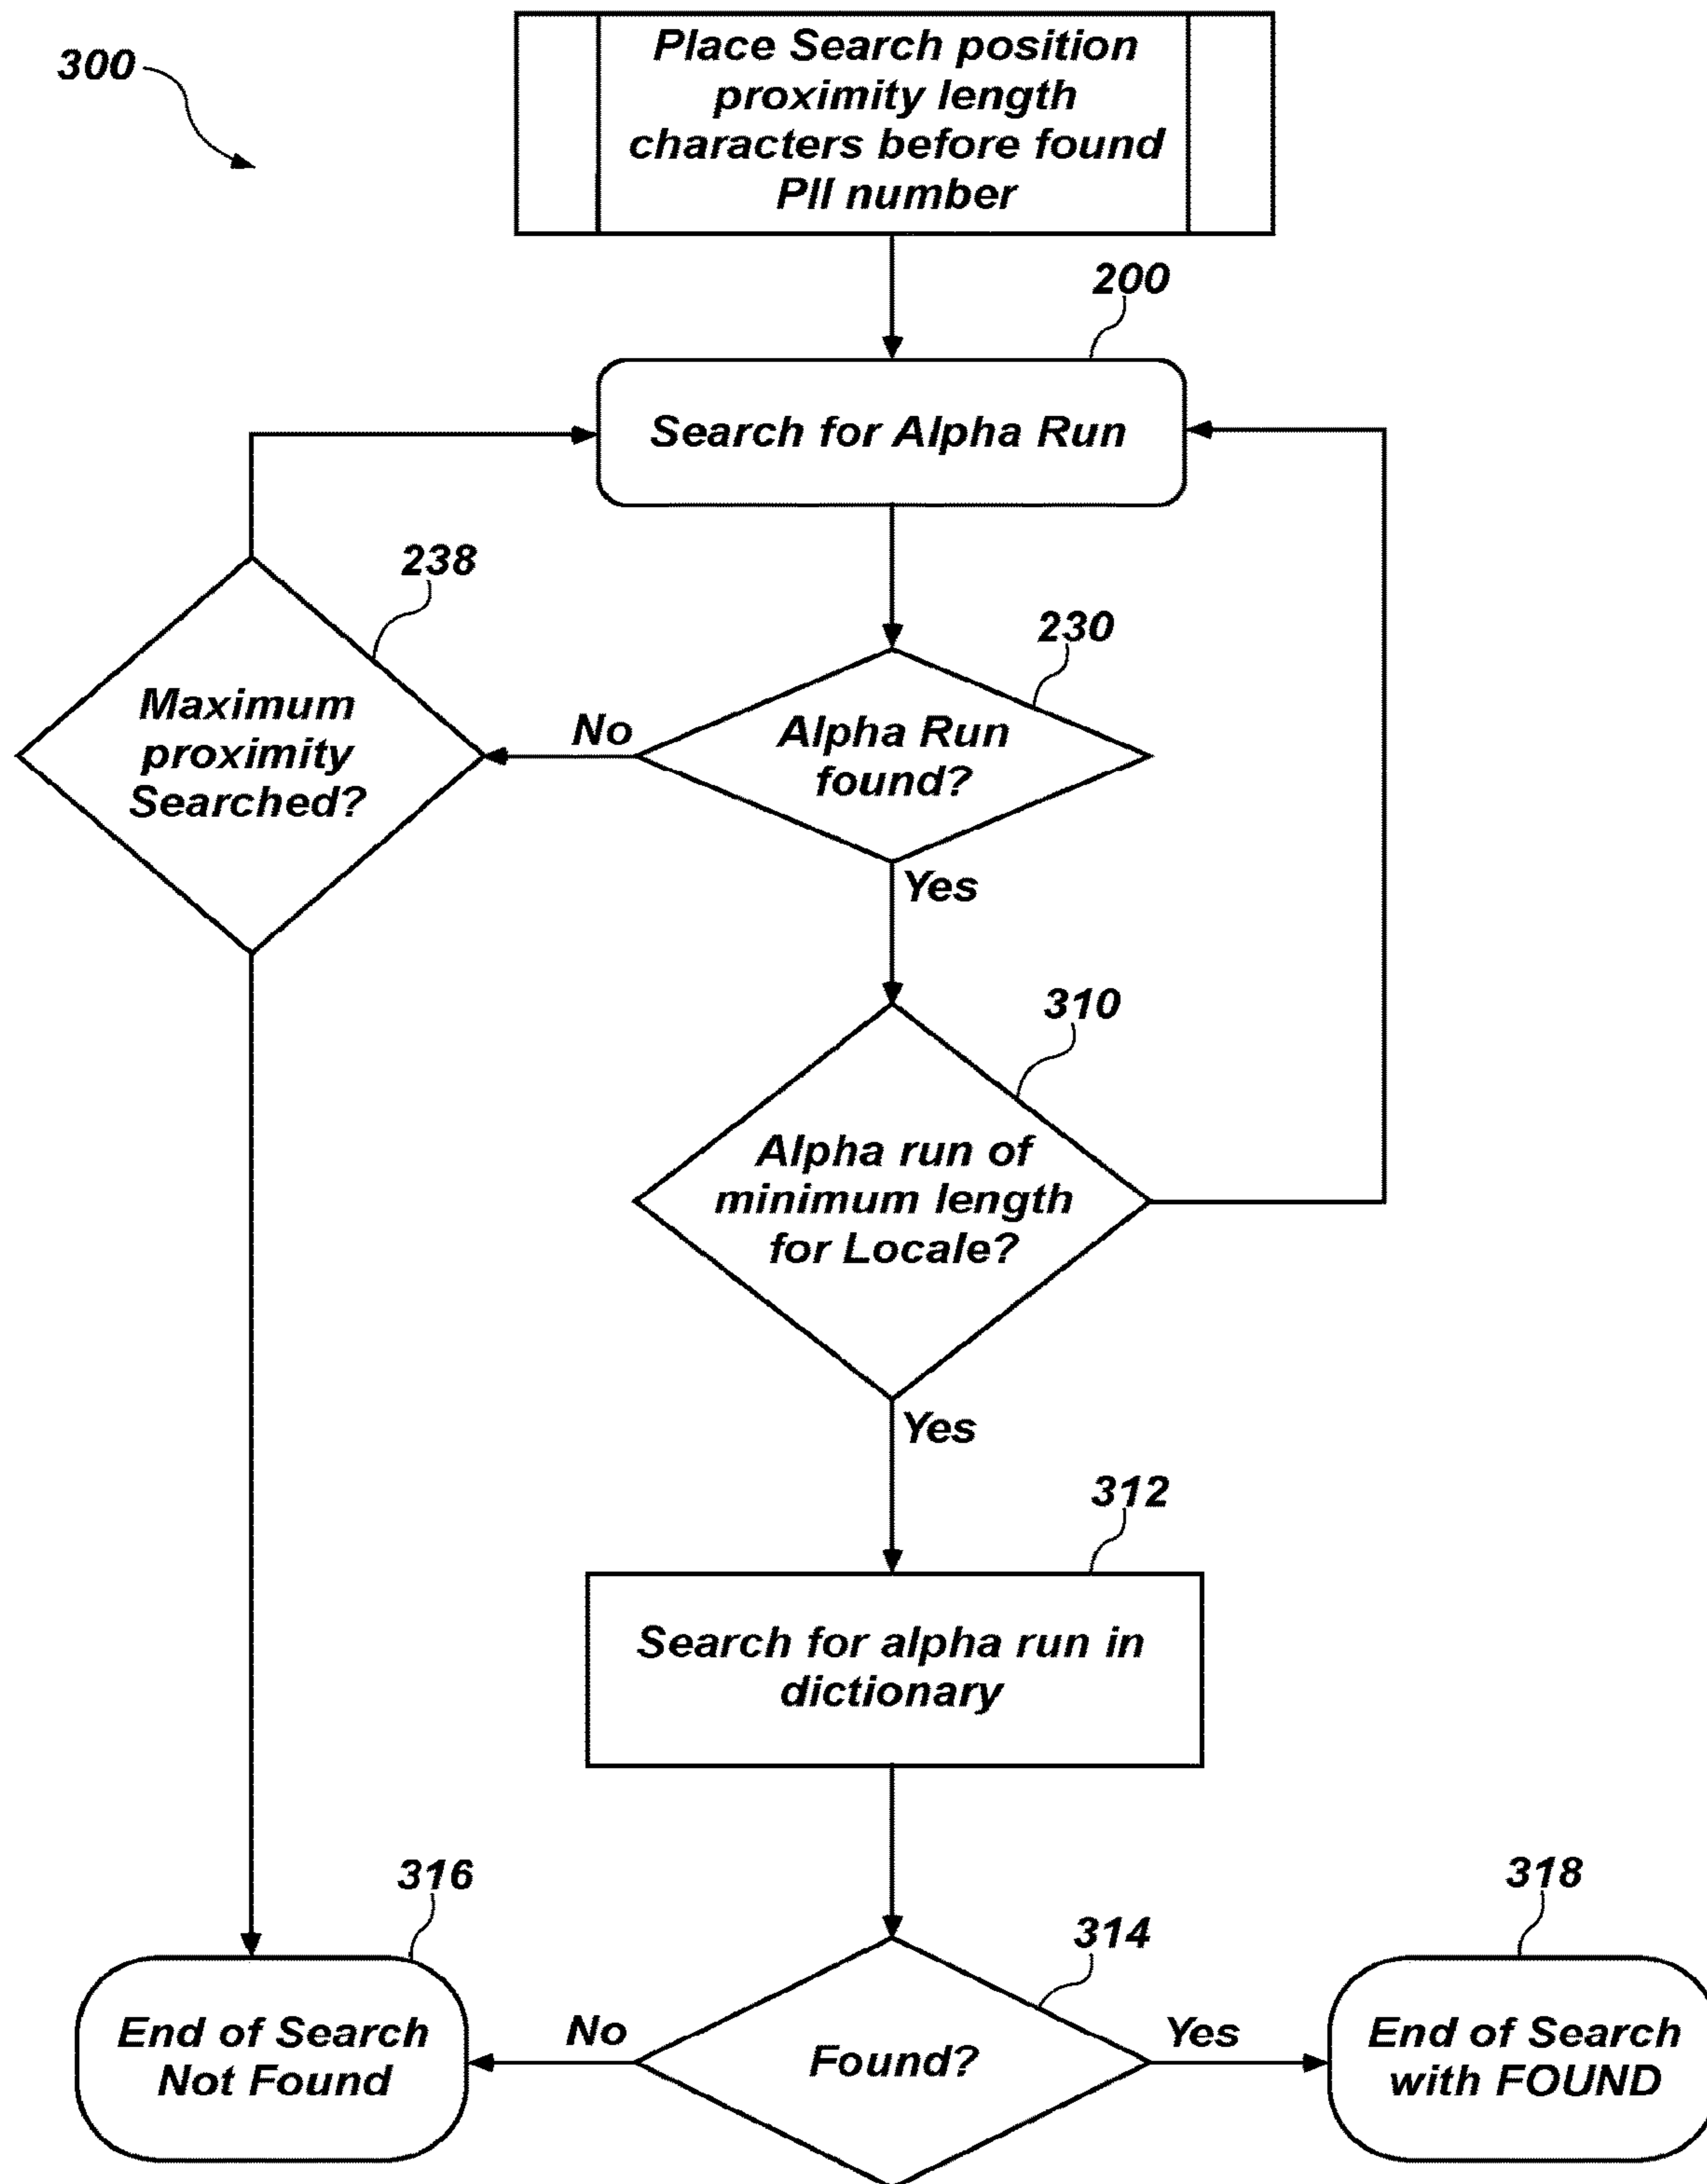 300
Place Search position
proximity length
characters before found
PII number
200
Search for Alpha Run
238
230
Maximum
proximity
Searched?
No
Alpha Run
found?
Yes
310
Alpha run of
minimum length
for Locale?
Yes
312
Search for alpha run in
dictionary
316
318
314
End of Search
Not Found
No
Found?
Yes
End of Search
with FOUND